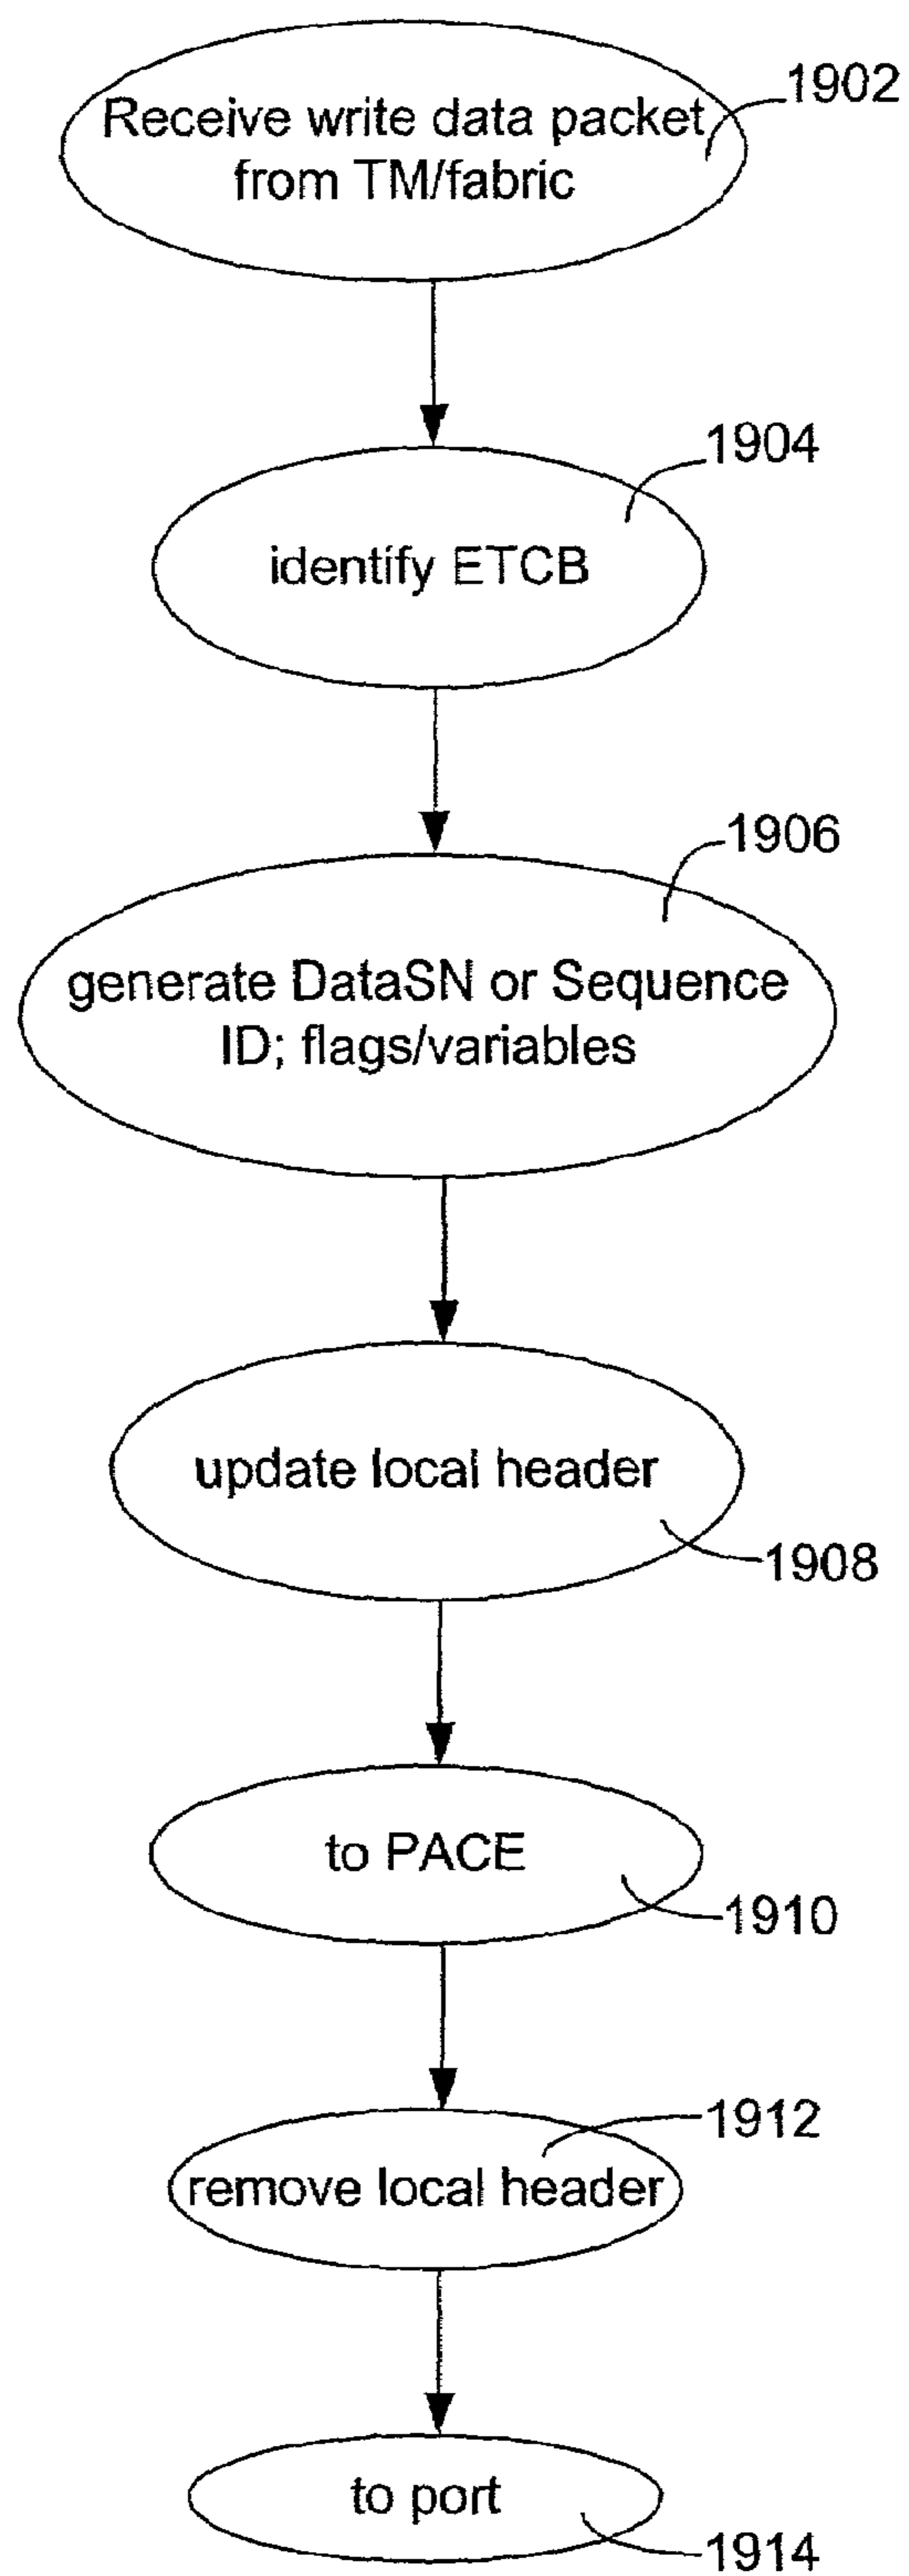 1902
Receive write data packet
from TM/fabric
1904
identify ETCB
1906
generate DataSN or Sequence
ID; flags/variables
update local header
1908
to PACE
1910
1912
remove local header
to port
1914